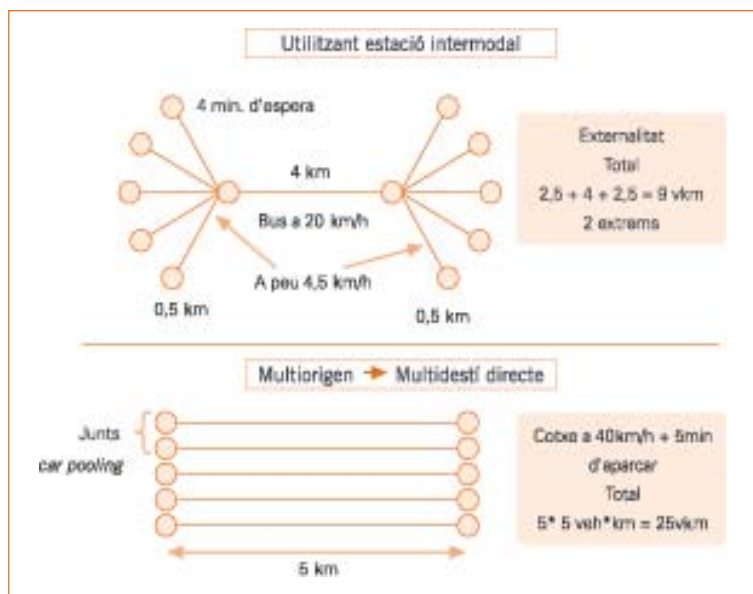 Utilitzant estació intermodal
4 min. d'espera
4 km
Bus a 20 km/h
A peu 4,5 km/h
0,5 km
0,5 km
Externalitat
Total
2,5 + 4 + 2,5 = 9 vkm
2 extrems
Multiorigen → Multidestí directe
Junts
car pooling
5 km
Cotxe a 40km/h + 5min
d'aparcar
Total
5* 5 veh*km = 25vkm